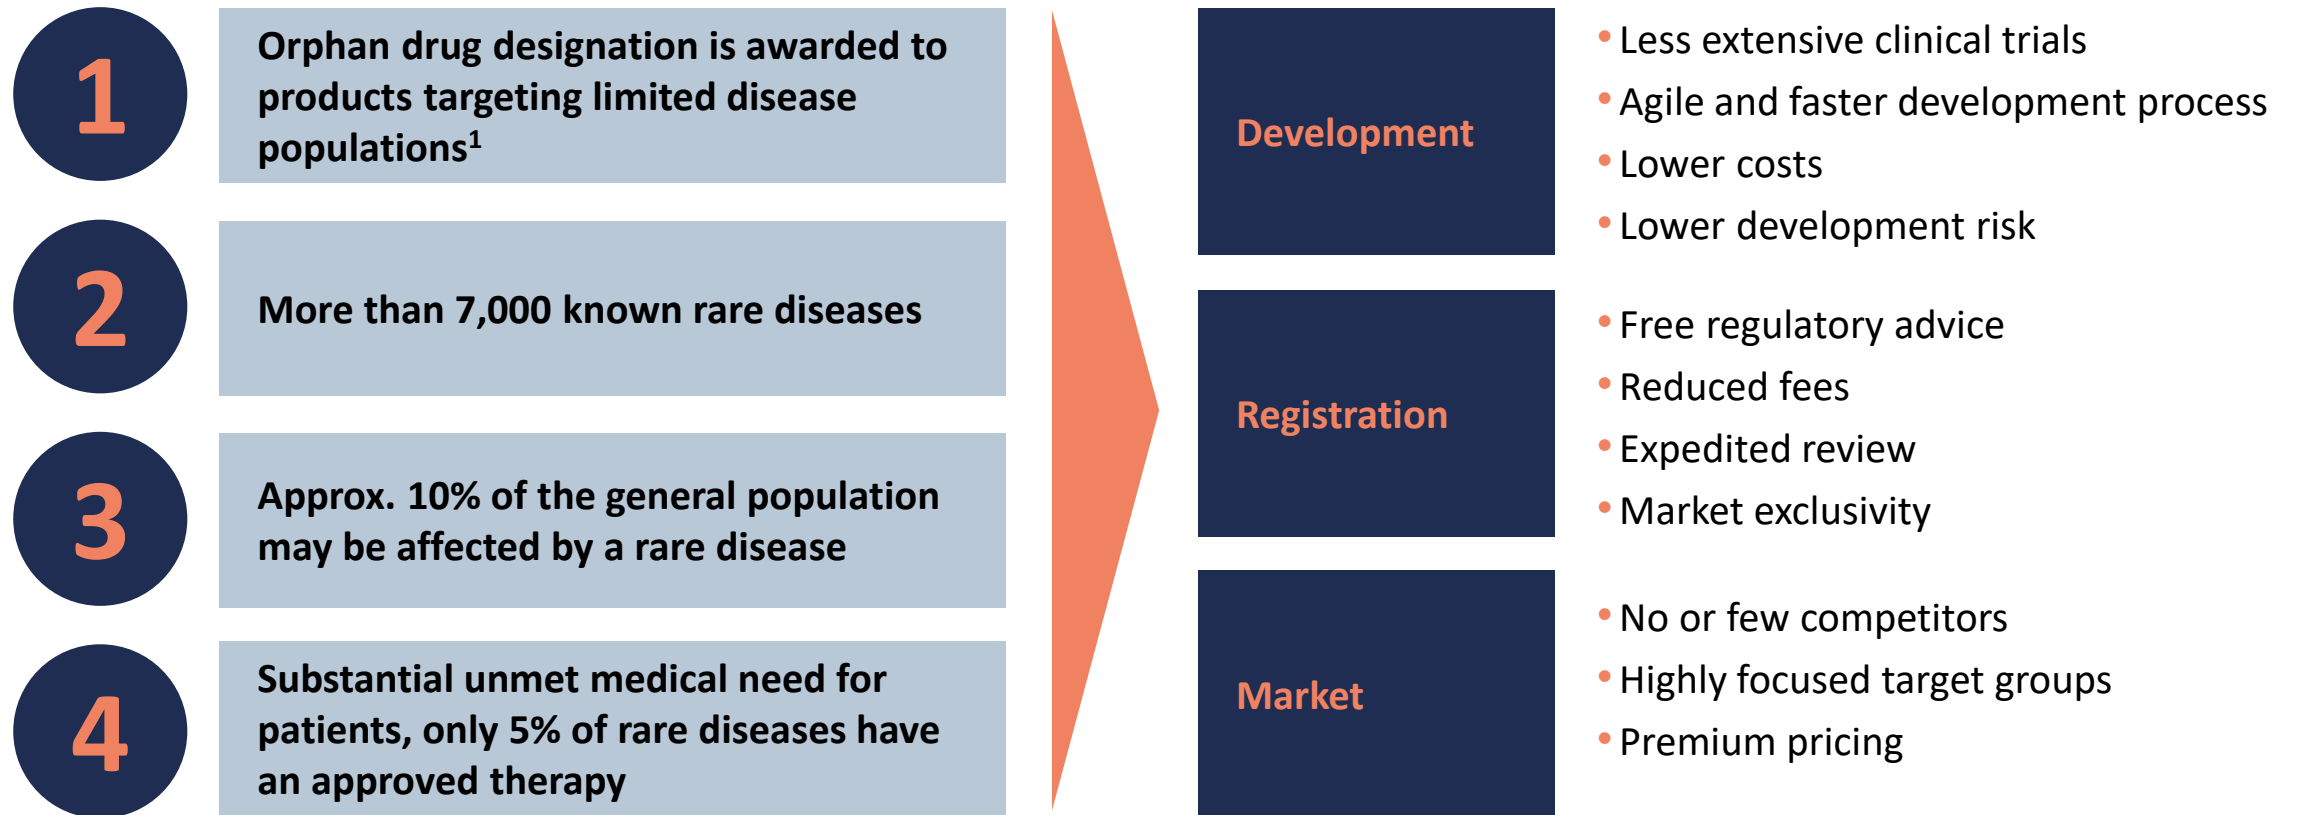 1
Orphan drug designation is awarded to
products targeting limited disease
populations¹
2
More than 7,000 known rare diseases
3
Approx. 10% of the general population
may be affected by a rare disease
4
Substantial unmet medical need for
patients, only 5% of rare diseases have
an approved therapy
Development
• Less extensive clinical trials
• Agile and faster development process
• Lower costs
• Lower development risk
Registration
• Free regulatory advice
• Reduced fees
• Expedited review
• Market exclusivity
Market
• No or few competitors
• Highly focused target groups
• Premium pricing